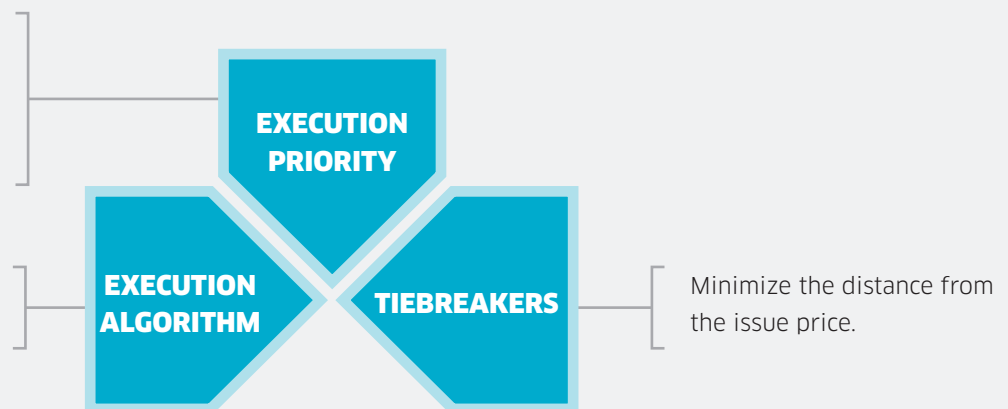 EXECUTION
PRIORITY
EXECUTION
ALGORITHM
TIEBREAKERS
Minimize the distance from
the issue price.